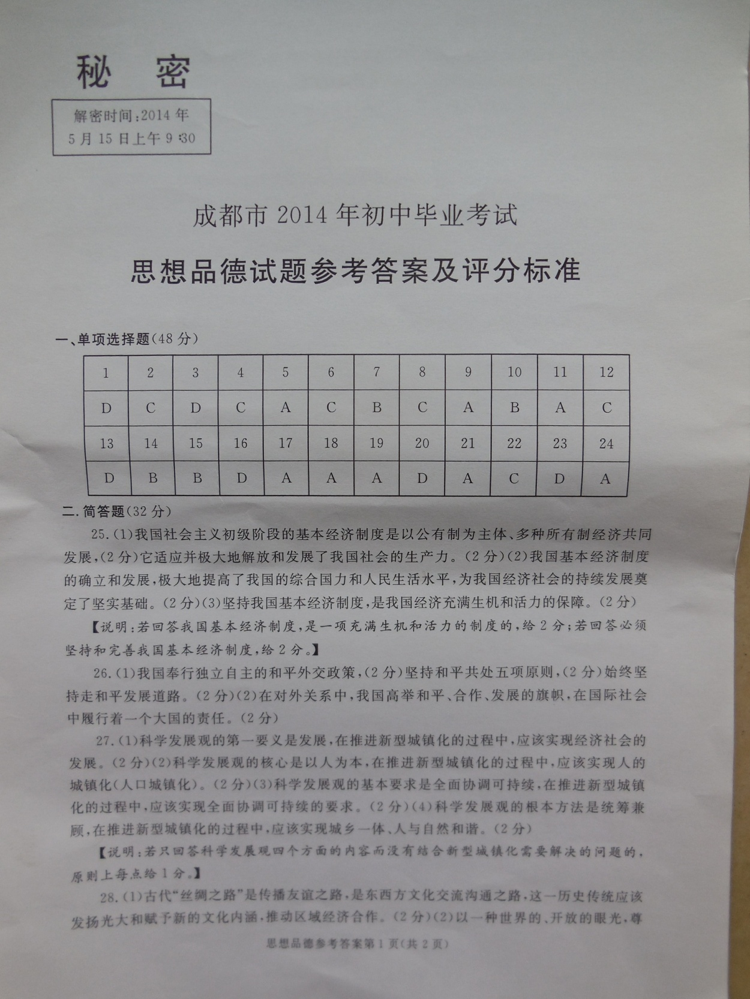 秘 密
解密时间:2014 年
5 月 15 日上午 9:30
成都市 2014 年初中毕业考试
思想品德试题参考答案及评分标准
一、单项选择题(48 分)
1 2 3 4 5 6 7 8 9 10 11 12
D C D C A C B C A B A C
13 14 15 16 17 18 19 20 21 22 23 24
D B B D A A A D A C D A
二.简答题(32 分)
25.(1)我国社会主义初级阶段的基本经济制度是以公有制为主体、多种所有制经济共同
发展,(2 分)它适应并极大地解放和发展了我国社会的生产力。(2 分)(2)我国基本经济制度
的确立和发展,极大地提高了我国的综合国力和人民生活水平,为我国经济社会的持续发展奠
定了坚实基础。(2 分)(3)坚持我国基本经济制度,是我国经济充满生机和活力的保障。(2 分)
【说明:若回答我国基本经济制度,是一项充满生机和活力的制度的,给 2 分;若回答必须
坚持和完善我国基本经济制度,给 2 分。】
26.(1)我国奉行独立自主的和平外交政策,(2 分)坚持和平共处五项原则,(2 分)始终坚
持走和平发展道路。(2 分)(2)在对外关系中,我国高举和平、合作、发展的旗帜,在国际社会
中履行着一个大国的责任。(2 分)
27.(1)科学发展观的第一要义是发展,在推进新型城镇化的过程中,应该实现经济社会的
发展。(2 分)(2)科学发展观的核心是以人为本,在推进新型城镇化的过程中,应该实现人的
城镇化(人口城镇化)。(2 分)(3)科学发展观的基本要求是全面协调可持续,在推进新型城镇
化的过程中,应该实现全面协调可持续的要求。(2 分)(4)科学发展观的根本方法是统筹兼
顾,在推进新型城镇化的过程中,应该实现城乡一体、人与自然和谐。(2 分)
【说明:若只回答科学发展观四个方面的内容而没有结合新型城镇化需要解决的问题的,
原则上每点给 1 分。】
28.(1)古代“丝绸之路”是传播友谊之路,是东西方文化交流沟通之路,这一历史传统应该
发扬光大和赋予新的文化内涵,推动区域经济合作。(2 分)(2)以一种世界的、开放的眼光,尊
思想品德参考答案第 1 页(共 2 页)